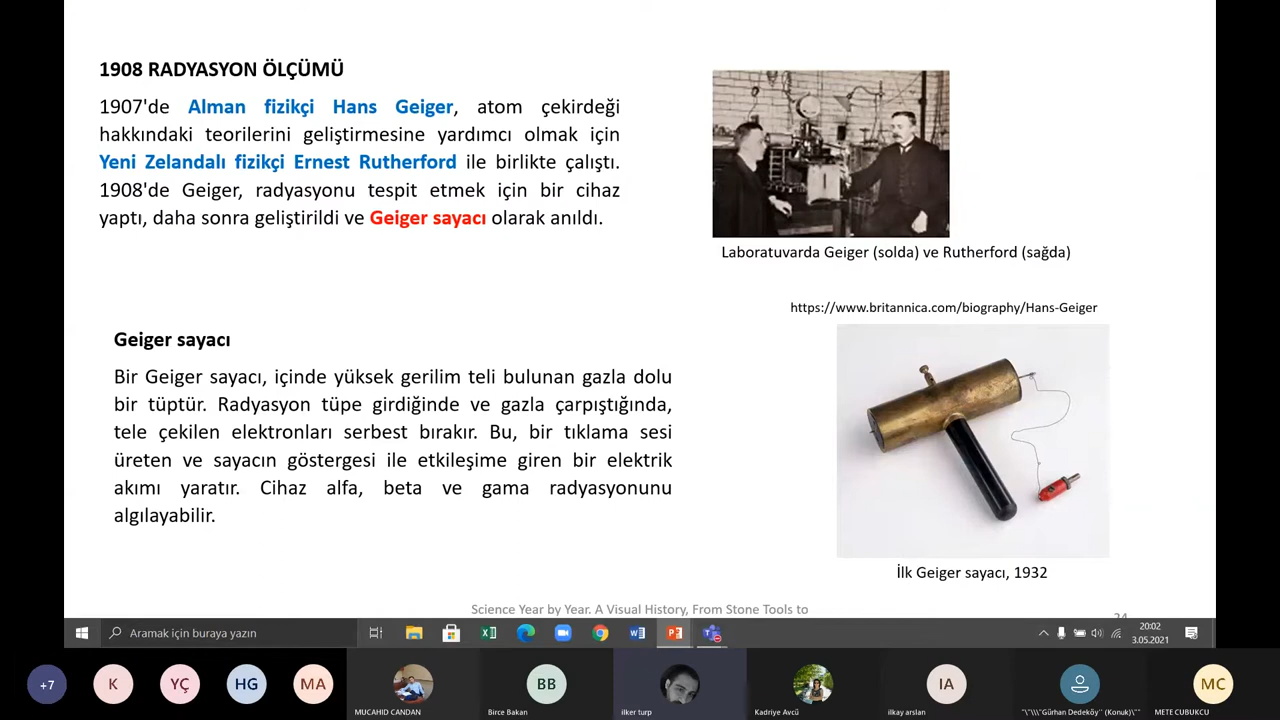 1908 RADYASYON ÖLÇÜMÜ
1907'de Alman fizikçi Hans Geiger, atom çekirdeği
hakkındaki teorilerini geliştirmesine yardımcı olmak için
Yeni Zelandalı fizikçi Ernest Rutherford ile birlikte çalıştı.
1908'de Geiger, radyasyonu tespit etmek için bir cihaz
yaptı, daha sonra geliştirildi ve Geiger sayacı olarak anıldı.
Laboratuvarda Geiger (solda) ve Rutherford (sağda)
https://www.britannica.com/biography/Hans-Geiger
Geiger sayacı
Bir Geiger sayacı, içinde yüksek gerilim teli bulunan gazla dolu
bir tüptür. Radyasyon tüpe girdiğinde ve gazla çarpıştığında,
tele çekilen elektronları serbest bırakır. Bu, bir tıklama sesi
üreten ve sayacın göstergesi ile etkileşime giren bir elektrik
akımı yaratır. Cihaz alfa, beta ve gama radyasyonunu
algılayabilir.
İlk Geiger sayacı, 1932
Science Year by Year. A Visual History, From Stone Tools to
Aramak için buraya yazın
20:02
3.05.2021
+7
K
YÇ
HG
MA
MUCAHID CANDAN
BB
Birce Bakan
ilker turp
Kadriye Avcü
IA
ilkay arslan
"\"\\\"Gürhan Dedeköy" (Konuk)\""
MC
METE CUBUKCU